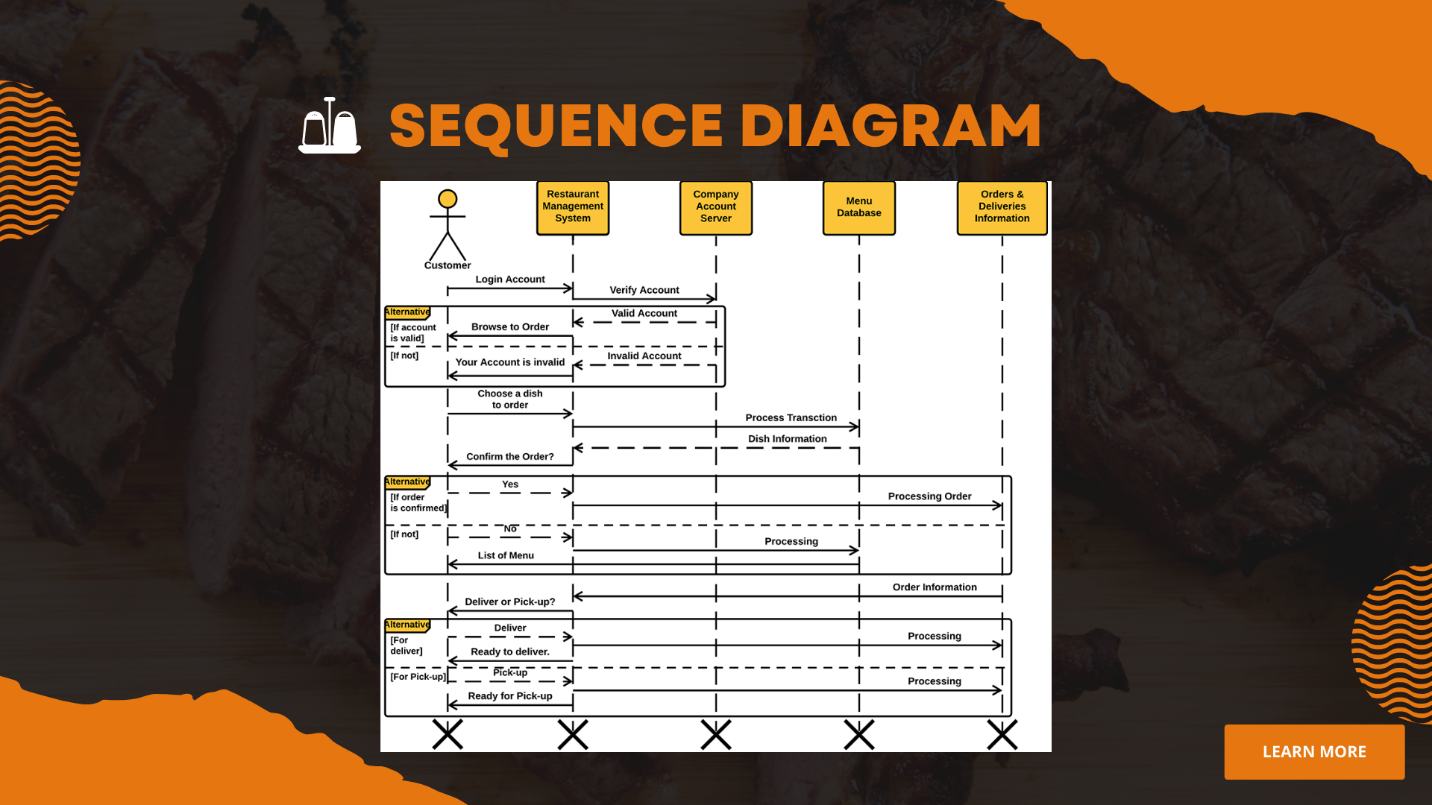 SEQUENCE DIAGRAM
Restaurant
Management
System
Company
Account
Server
Menu
Database
Orders &
Deliveries
Information
Customer
Login Account
Verify Account
Alternative
Valid Account
[If account
is valid]
Browse to Order
[If not]
Invalid Account
Your Account is invalid
Choose a dish
to order
Process Transction
Dish Information
Confirm the Order?
Alternative
Yes
[If order
is confirmed]
Processing Order
No
[If not]
Processing
List of Menu
Order Information
Deliver or Pick-up?
Alternative
Deliver
[For
deliver]
Processing
Ready to deliver.
Pick-up
[For Pick-up]
Processing
Ready for Pick-up
LEARN MORE